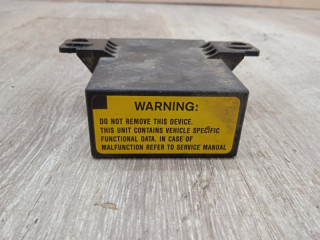 WARNING:
DO NOT REMOVE THIS DEVICE.
THIS UNIT CONTAINS VEHICLE SPECIFIC
FUNCTIONAL DATA. IN CASE OF
MALFUNCTION REFER TO SERVICE MANUAL